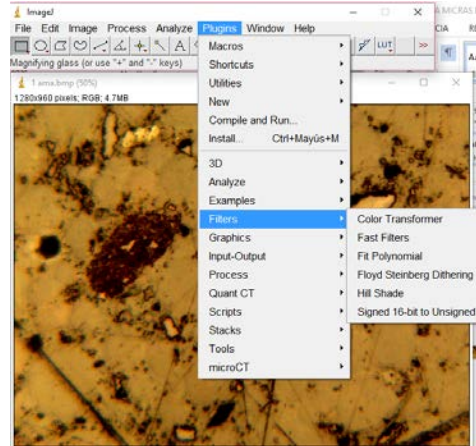 ImageJ
File Edit Image Process Analyze Plugins Window Help
A LUT >>
Magnifying glass (or use "+" and "-" keys)
1 ama.bmp (50%)
1280x960 pixels; RGB; 4.7MB
Macros
Shortcuts
Utilities
New
Compile and Run...
Install... Ctrl+Mayús+M
3D
Analyze
Examples
Filters
Graphics
Input-Output
Process
Quant CT
Scripts
Stacks
Tools
microCT
Color Transformer
Fast Filters
Fit Polynomial
Floyd Steinberg Dithering
Hill Shade
Signed 16-bit to Unsigned
A MICRAS
CIA